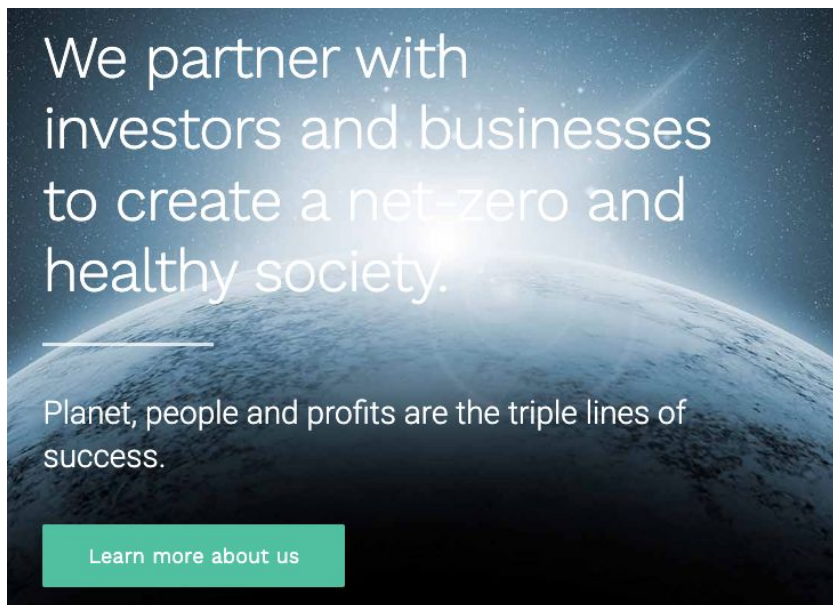 We partner with
investors and businesses
to create a net-zero and
healthy society.
Planet, people and profits are the triple lines of
success.
Learn more about us